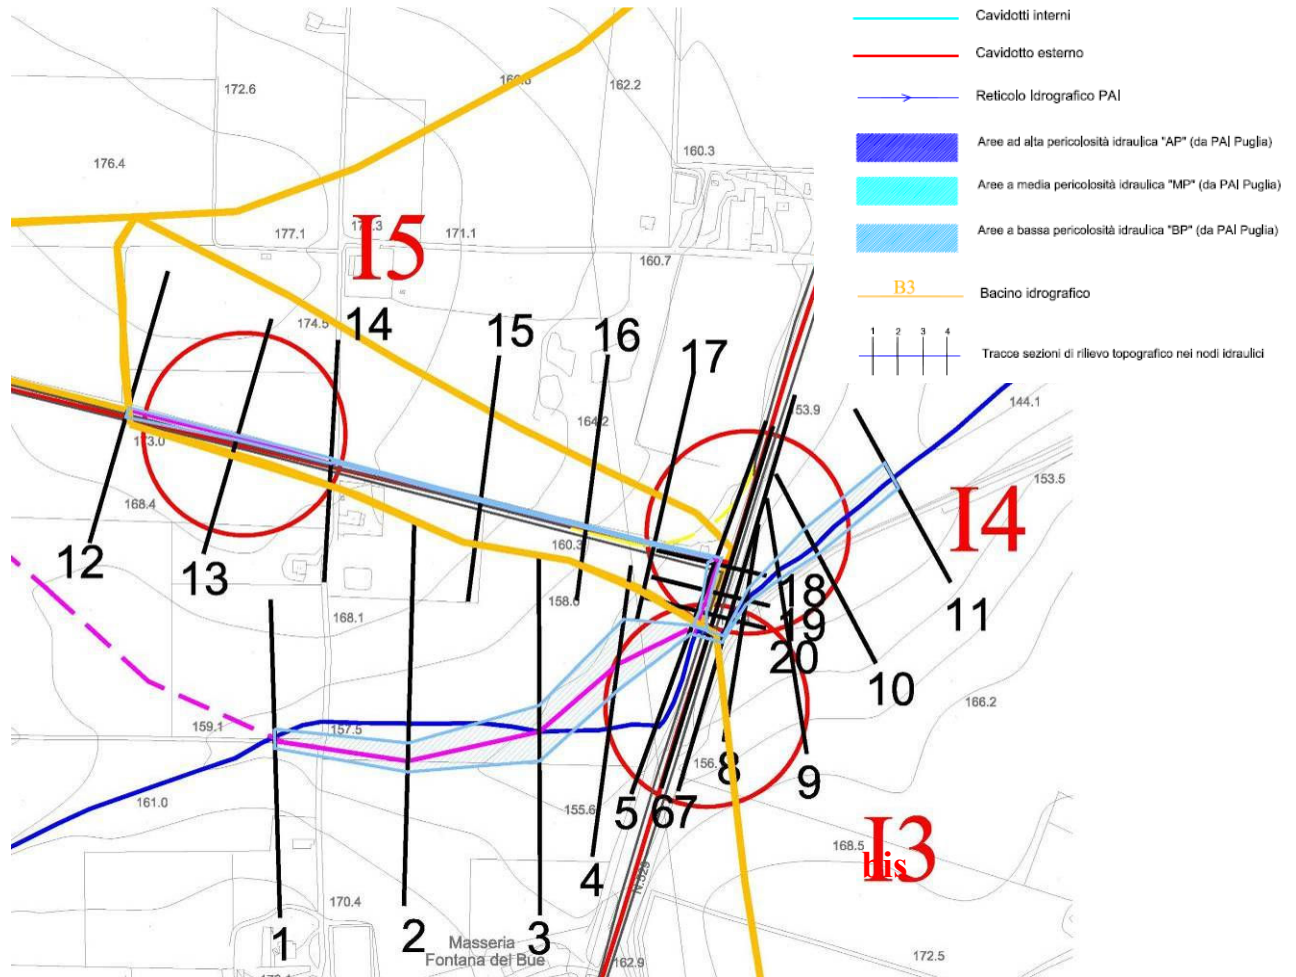 Cavidotti interni
Cavidotto esterno
Reticolo Idrografico PAI
Aree ad alta pericolosità idraulica "AP" (da PAI Puglia)
Aree a media pericolosità idraulica "MP" (da PAI Puglia)
Aree a bassa pericolosità idraulica "BP" (da PAI Puglia)
B3
Bacino idrografico
1 2 3 4
Tracce sezioni di rilievo topografico nei nodi idraulici
172.6
162.2
176.4
160.3
177.1
171.1
I5
160.7
174.5
14
15
16
17
164.2
153.9
144.1
173.0
153.5
168.4
I4
12
13
160.3
158.0
18
19
20
11
168.1
10
166.2
159.1
157.5
161.0
156.
8
9
155.6
5
6
7
4
168.5
I3
bis
N.529
170.4
1
2
3
Masseria
Fontana del Bue
162.9
172.5